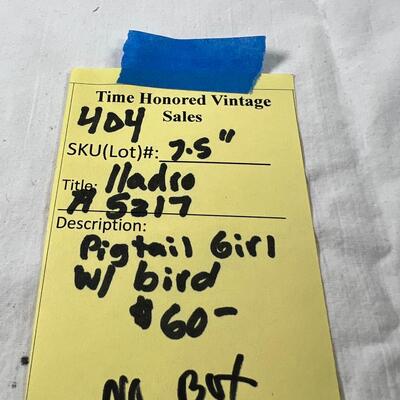 Time Honored Vintage
404 Sales
SKU(Lot)#: 7.5"
Title: lladro
# 5217
Description:
Pigtail Girl
w/ bird
$60-
No Box